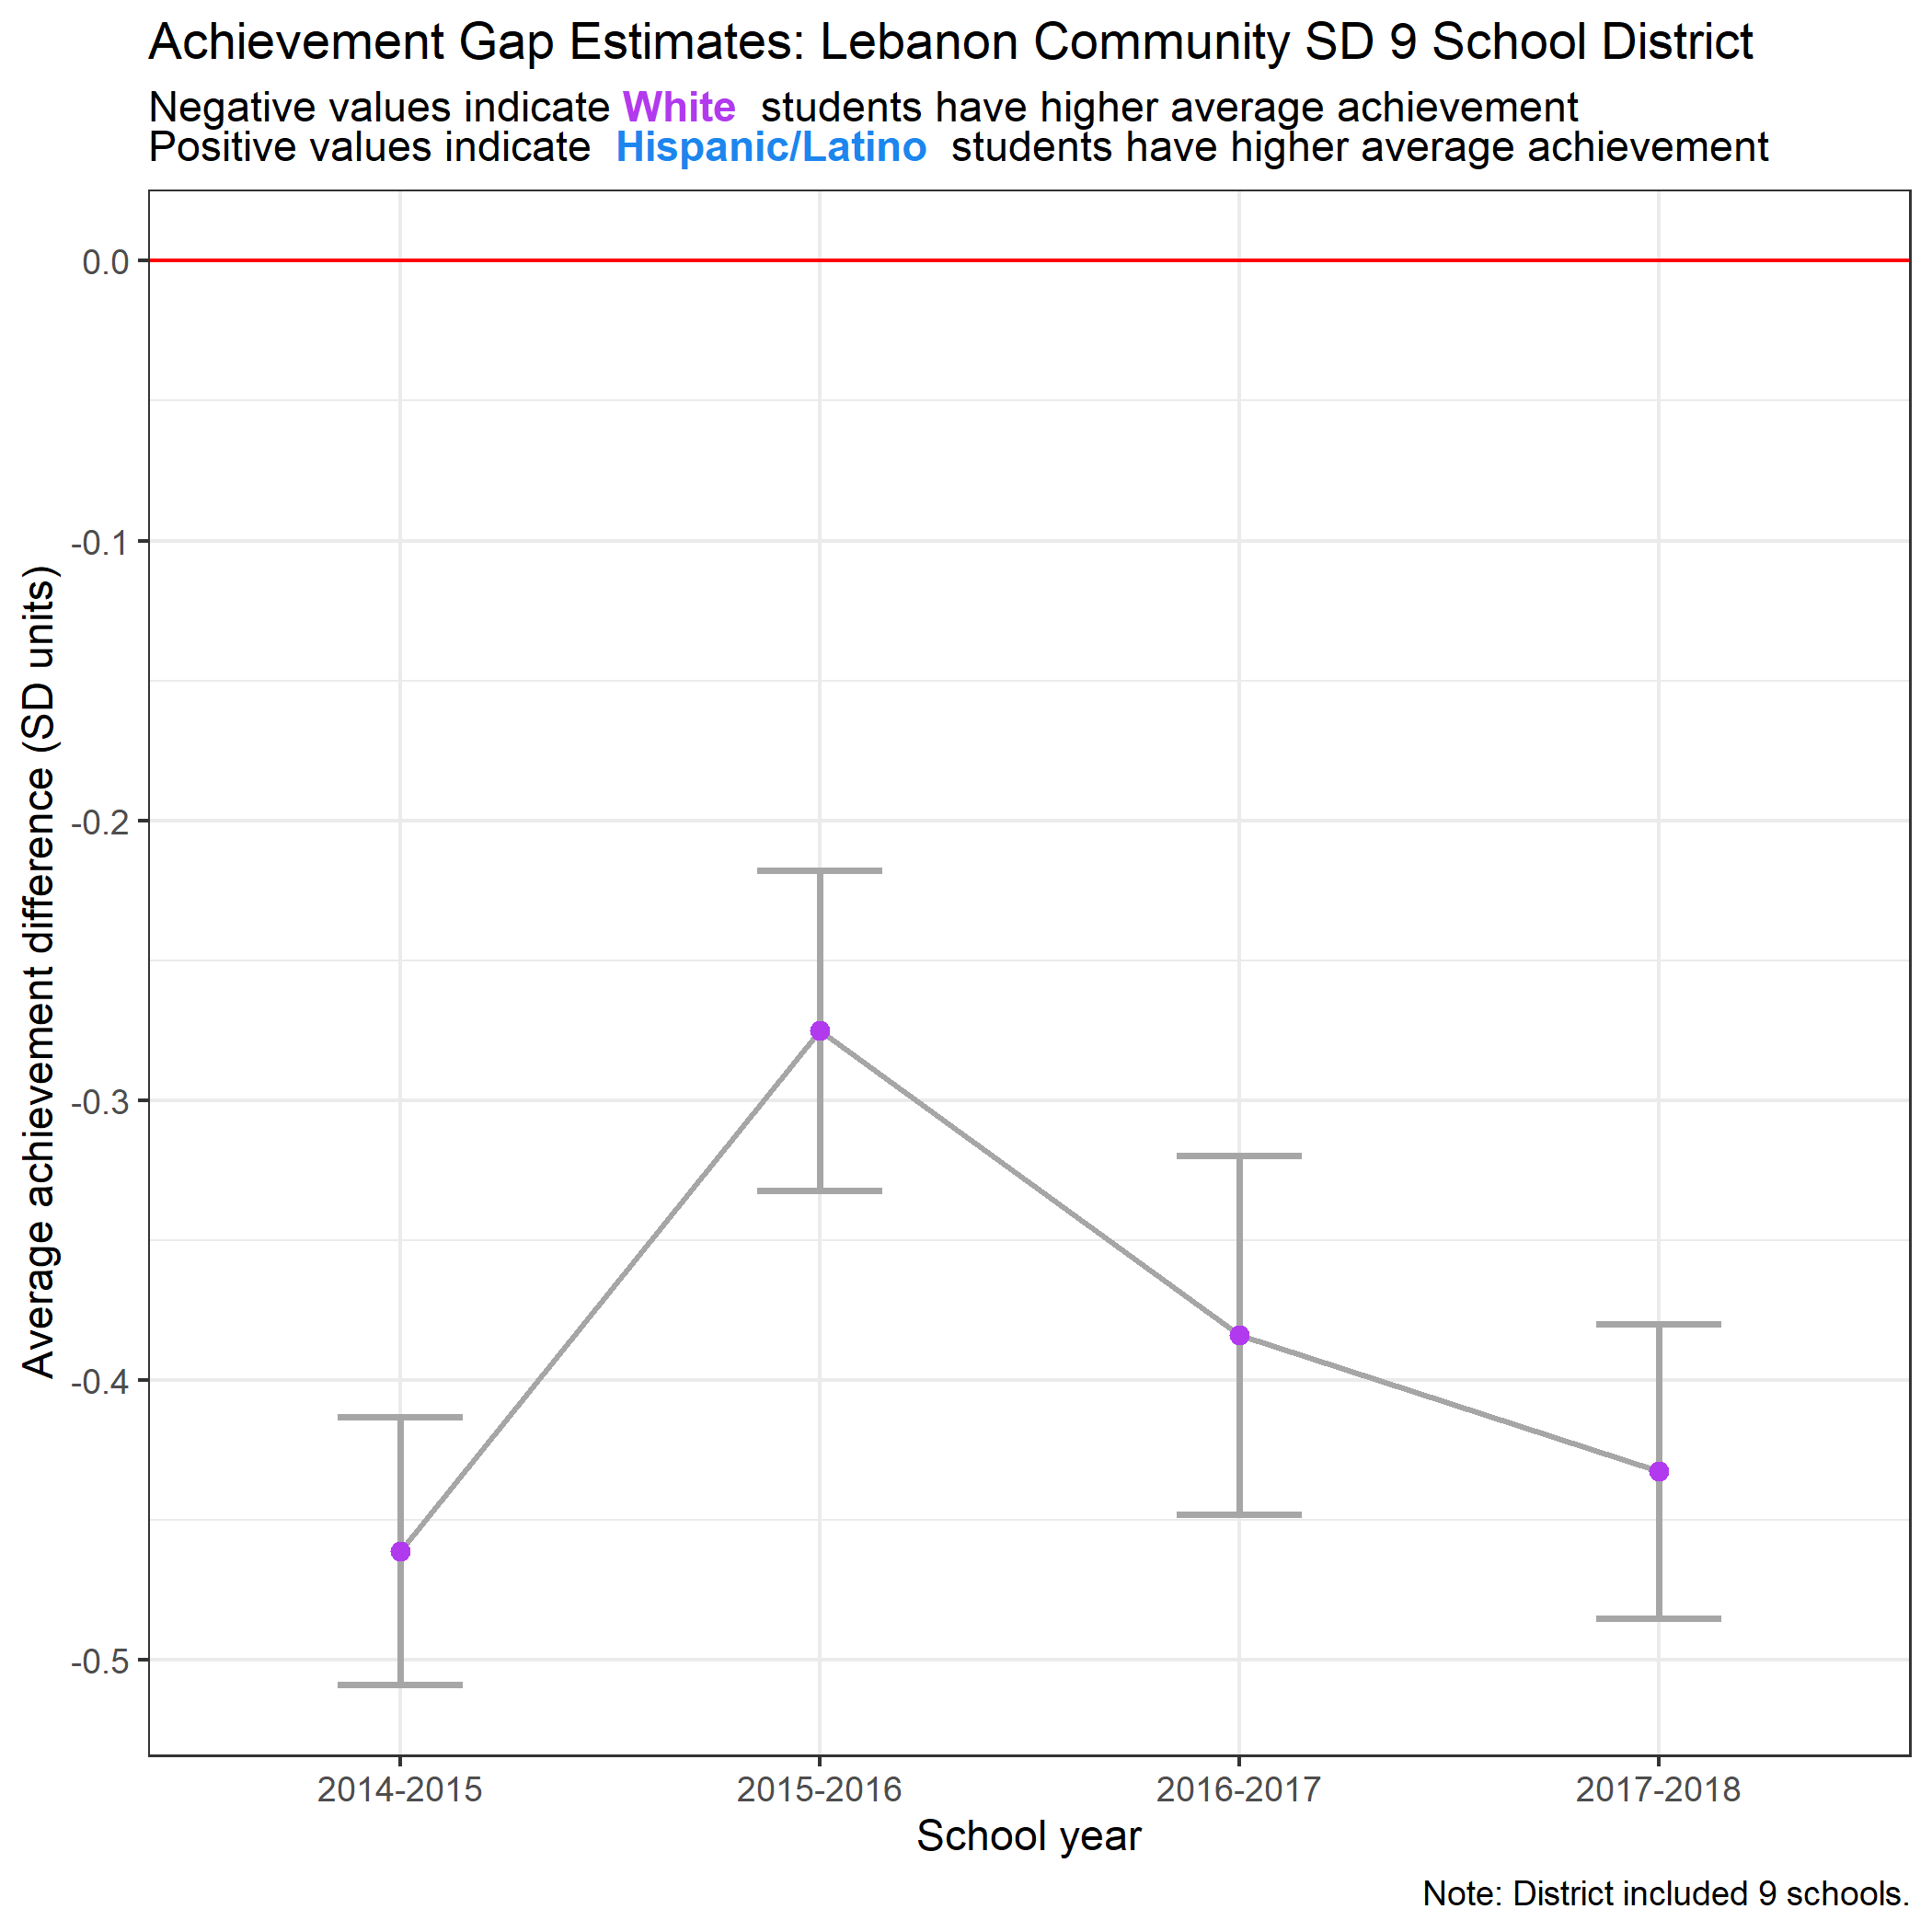 Achievement Gap Estimates: Lebanon Community SD 9 School District
Negative values indicate White students have higher average achievement
Positive values indicate Hispanic/Latino students have higher average achievement
Average achievement difference (SD units)
0.0
-0.1
-0.2
-0.3
-0.4
-0.5
2014-2015 2015-2016 2016-2017 2017-2018
School year
Note: District included 9 schools.